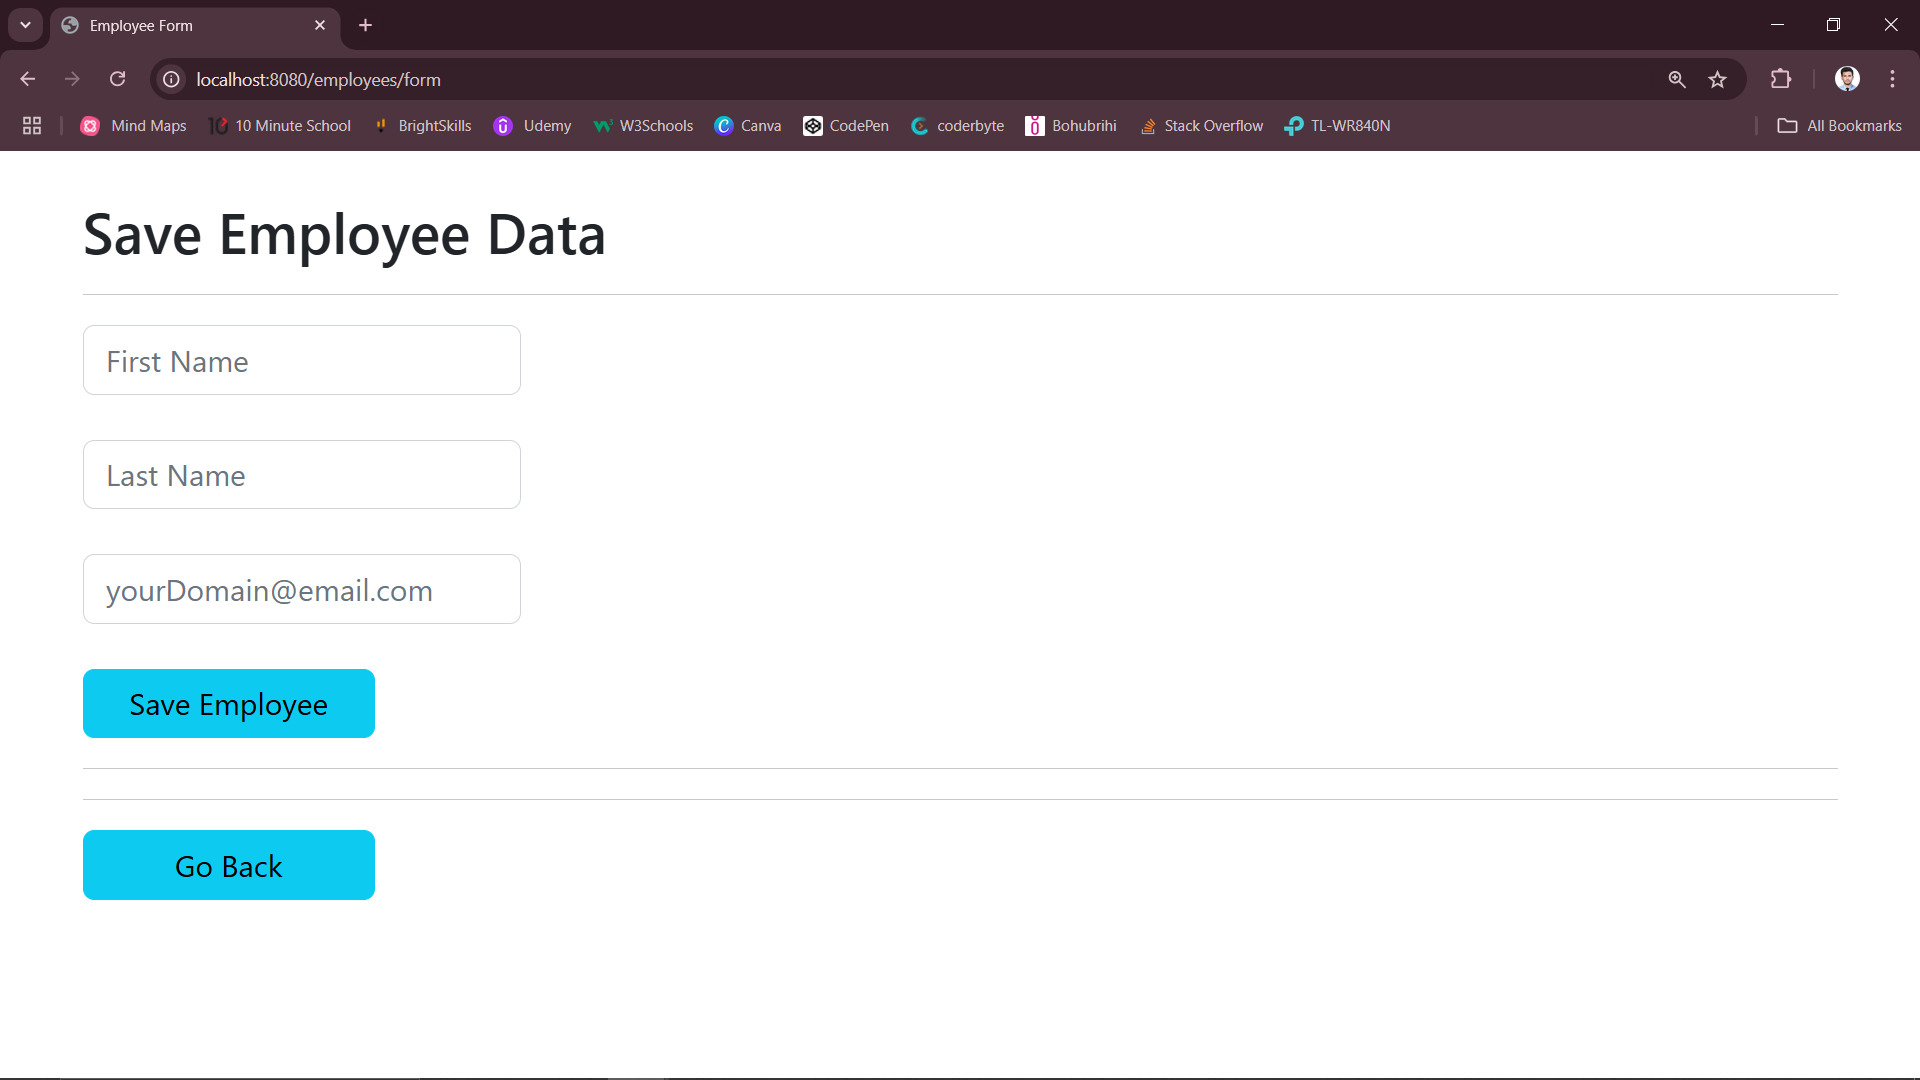 Employee Form
localhost:8080/employees/form
Mind Maps 10 Minute School BrightSkills Udemy W3Schools Canva CodePen coderbyte Bohubrihi Stack Overflow TL-WR840N All Bookmarks
Save Employee Data
First Name
Last Name
yourDomain@email.com
Save Employee
Go Back